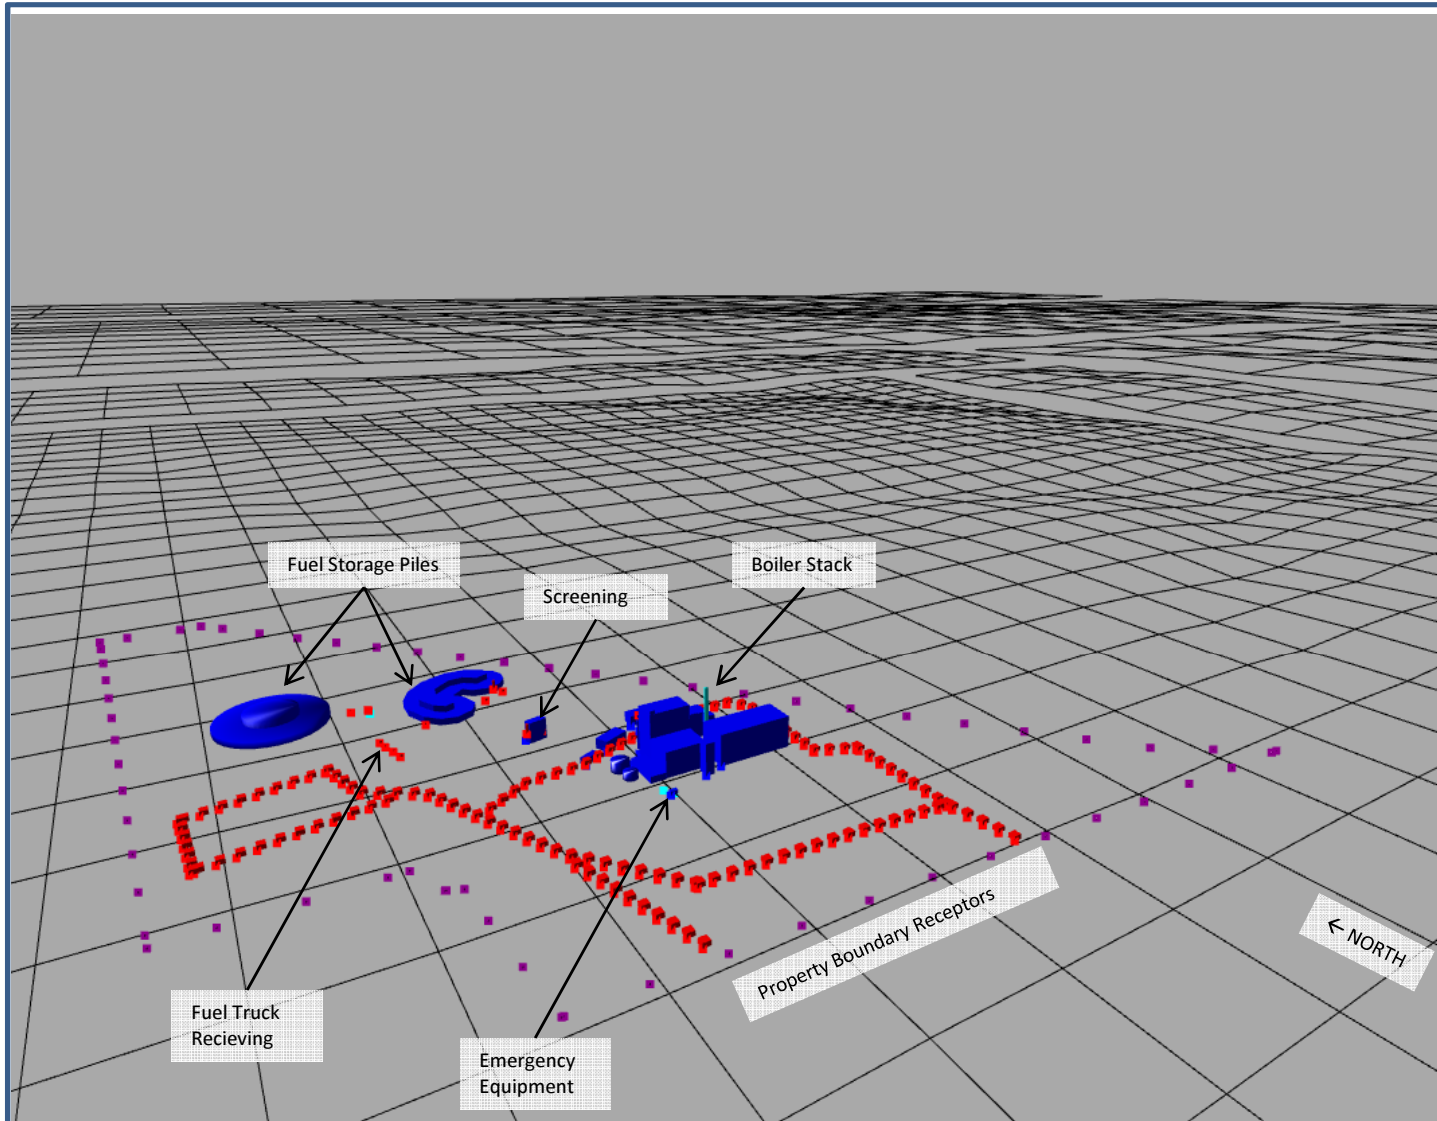 Fuel Storage Piles
Boiler Stack
Screening
Property Boundary Receptors
← NORTH
Fuel Truck
Recieving
Emergency
Equipment